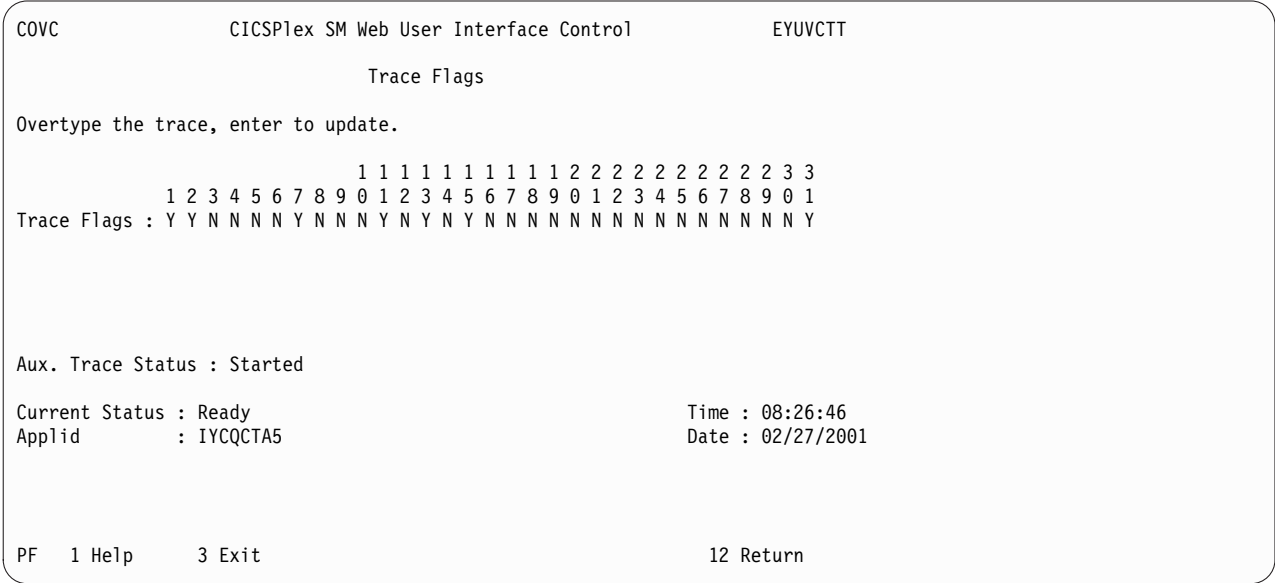 COVC CICSPlex SM Web User Interface Control EYUVCTT
Trace Flags
Overtype the trace, enter to update.
1 1 1 1 1 1 1 1 1 1 2 2 2 2 2 2 2 2 2 2 3 3
1 2 3 4 5 6 7 8 9 0 1 2 3 4 5 6 7 8 9 0 1 2 3 4 5 6 7 8 9 0 1
Trace Flags : Y Y N N N N Y N N N Y N Y N Y N N N N N N N N N N N N N N N Y
Aux. Trace Status : Started
Current Status : Ready Time : 08:26:46
Applid : IYCQCTA5 Date : 02/27/2001
PF 1 Help 3 Exit 12 Return